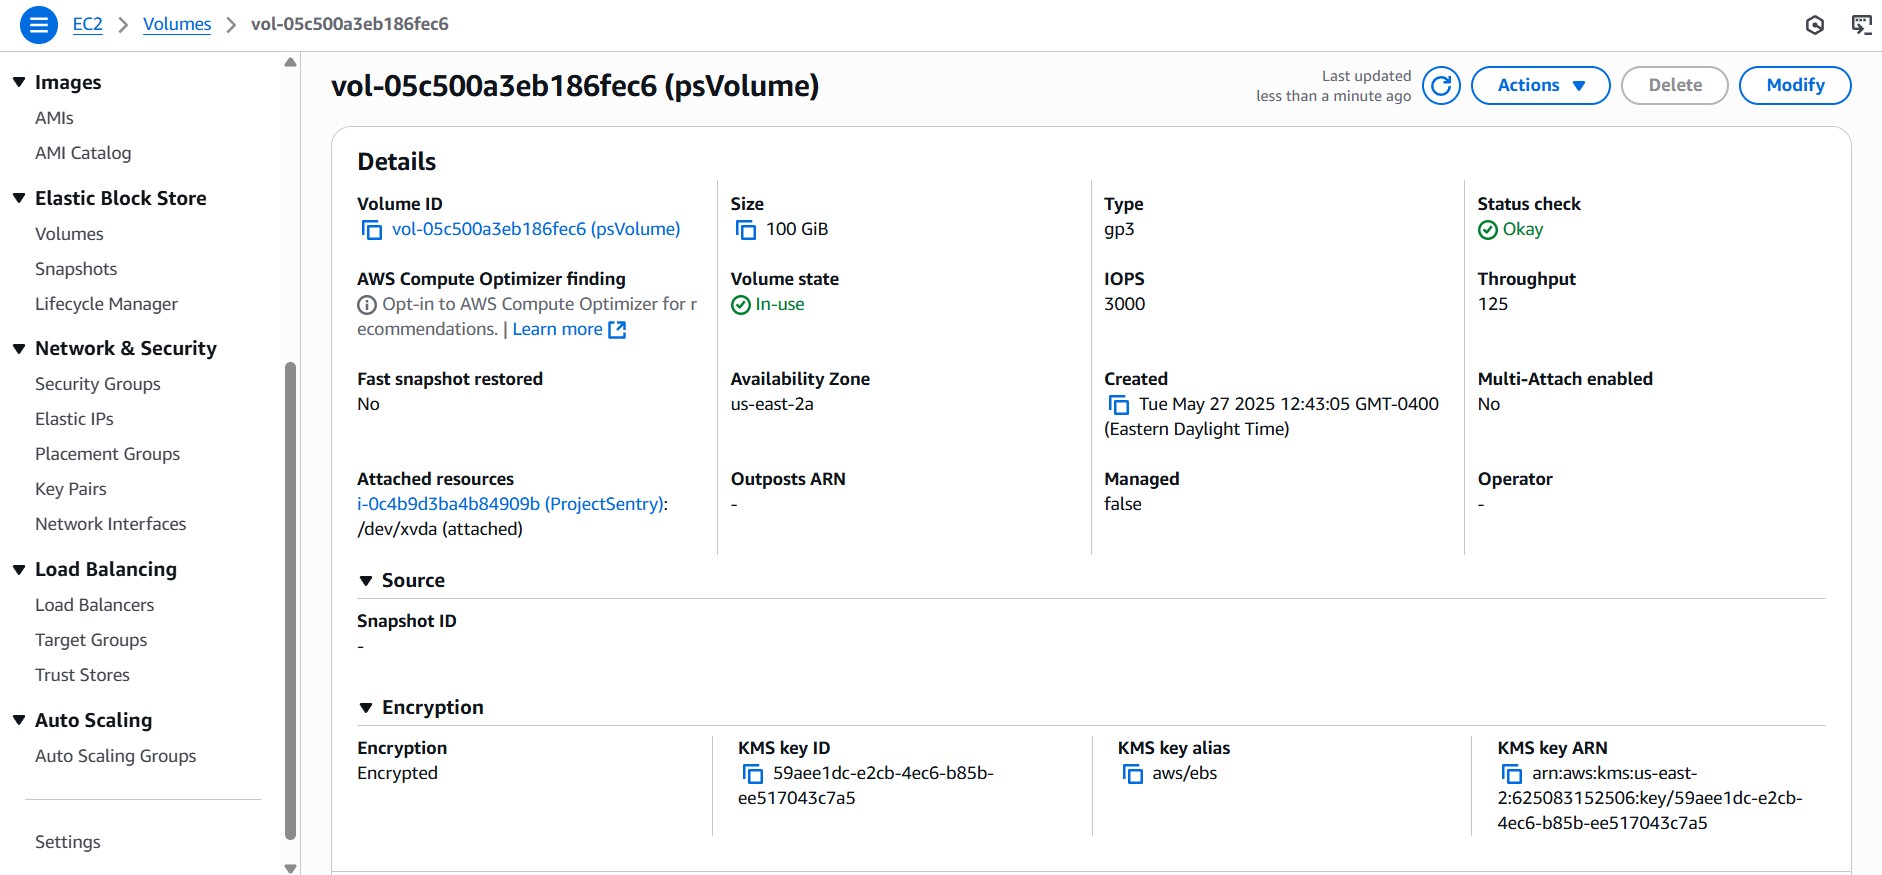 EC2 > Volumes > vol-05c500a3eb186fec6
Images
AMIs
AMI Catalog
Elastic Block Store
Volumes
Snapshots
Lifecycle Manager
Network & Security
Security Groups
Elastic IPs
Placement Groups
Key Pairs
Network Interfaces
Load Balancing
Load Balancers
Target Groups
Trust Stores
Auto Scaling
Auto Scaling Groups
Settings
vol-05c500a3eb186fec6 (psVolume)
Last updated
less than a minute ago
Actions
Delete
Modify
Details
Volume ID
vol-05c500a3eb186fec6 (psVolume)
Size
100 GiB
Type
gp3
Status check
Okay
AWS Compute Optimizer finding
Opt-in to AWS Compute Optimizer for r
ecommendations. | Learn more
Volume state
In-use
IOPS
3000
Throughput
125
Fast snapshot restored
No
Availability Zone
us-east-2a
Created
Tue May 27 2025 12:43:05 GMT-0400
(Eastern Daylight Time)
Multi-Attach enabled
No
Attached resources
i-0c4b9d3ba4b84909b (ProjectSentry):
/dev/xvda (attached)
Outposts ARN
-
Managed
false
Operator
-
Source
Snapshot ID
-
Encryption
Encryption
Encrypted
KMS key ID
59aee1dc-e2cb-4ec6-b85b-
ee517043c7a5
KMS key alias
aws/ebs
KMS key ARN
arn:aws:kms:us-east-
2:625083152506:key/59aee1dc-e2cb-
4ec6-b85b-ee517043c7a5